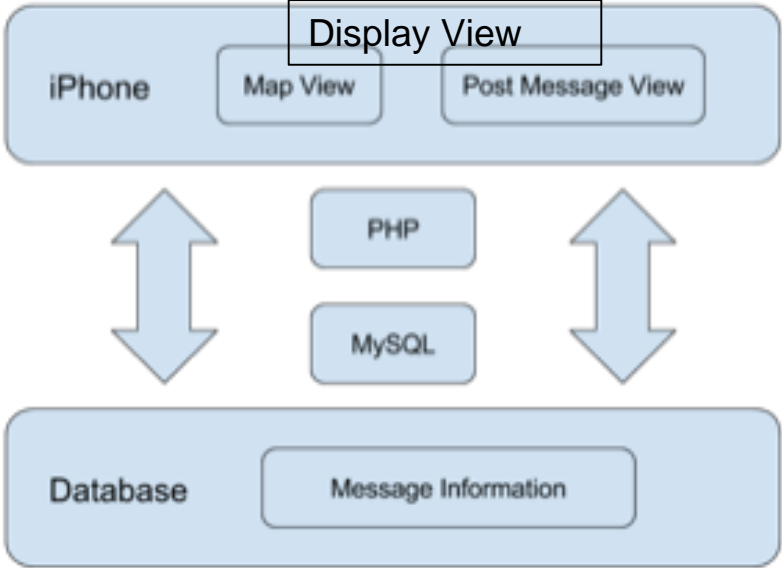 Display View
iPhone
Map View
Post Message View
PHP
MySQL
Database
Message Information